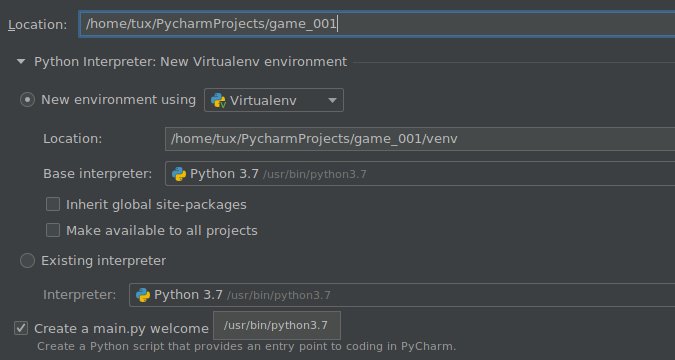 Location: /home/tux/PycharmProjects/game_001
Python Interpreter: New Virtualenv environment
New environment using Virtualenv
Location: /home/tux/PycharmProjects/game_001/venv
Base interpreter: Python 3.7 /usr/bin/python3.7
Inherit global site-packages
Make available to all projects
Existing interpreter
Interpreter: Python 3.7 /usr/bin/python3.7
Create a main.py welcome /usr/bin/python3.7
Create a Python script that provides an entry point to coding in PyCharm.